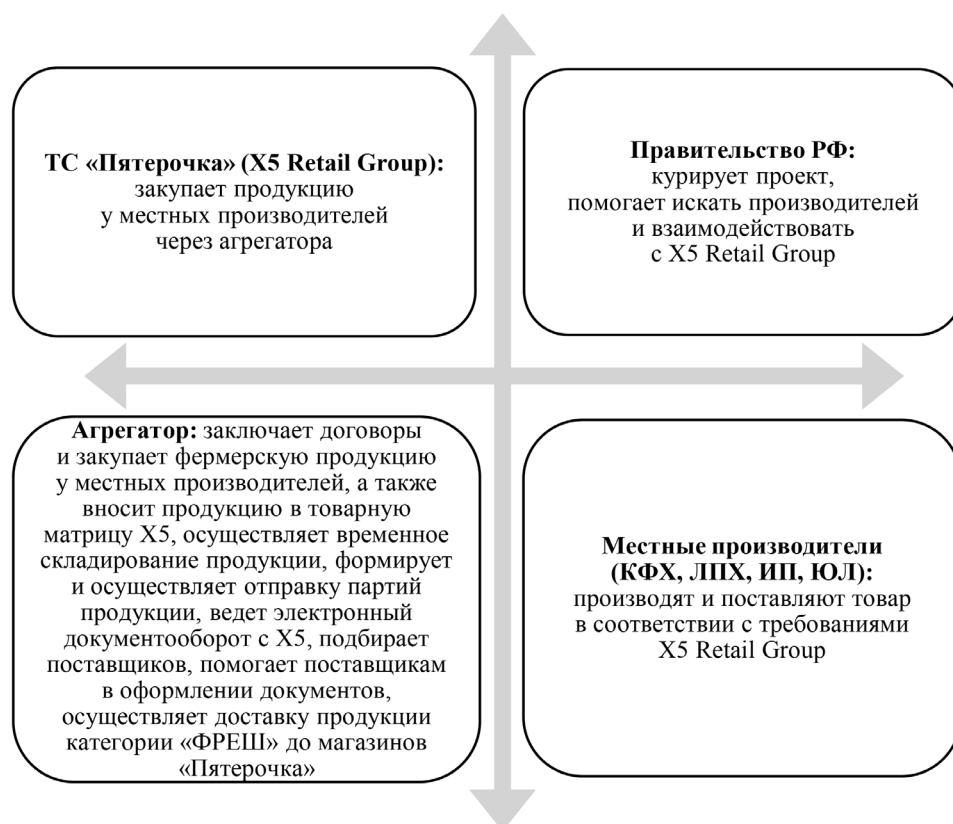 ТС «Пятерочка» (X5 Retail Group):
закупает продукцию
у местных производителей
через агрегатора
Правительство РФ:
курирует проект,
помогает искать производителей
и взаимодействовать
с X5 Retail Group
Агрегатор: заключает договоры
и закупает фермерскую продукцию
у местных производителей, а также
вносит продукцию в товарную
матрицу X5, осуществляет временное
складирование продукции, формирует
и осуществляет отправку партий
продукции, ведет электронный
документооборот с X5, подбирает
поставщиков, помогает поставщикам
в оформлении документов,
осуществляет доставку продукции
категории «ФРЕШ» до магазинов
«Пятерочка»
Местные производители
(КФХ, ЛПХ, ИП, ЮЛ):
производят и поставляют товар
в соответствии с требованиями
X5 Retail Group